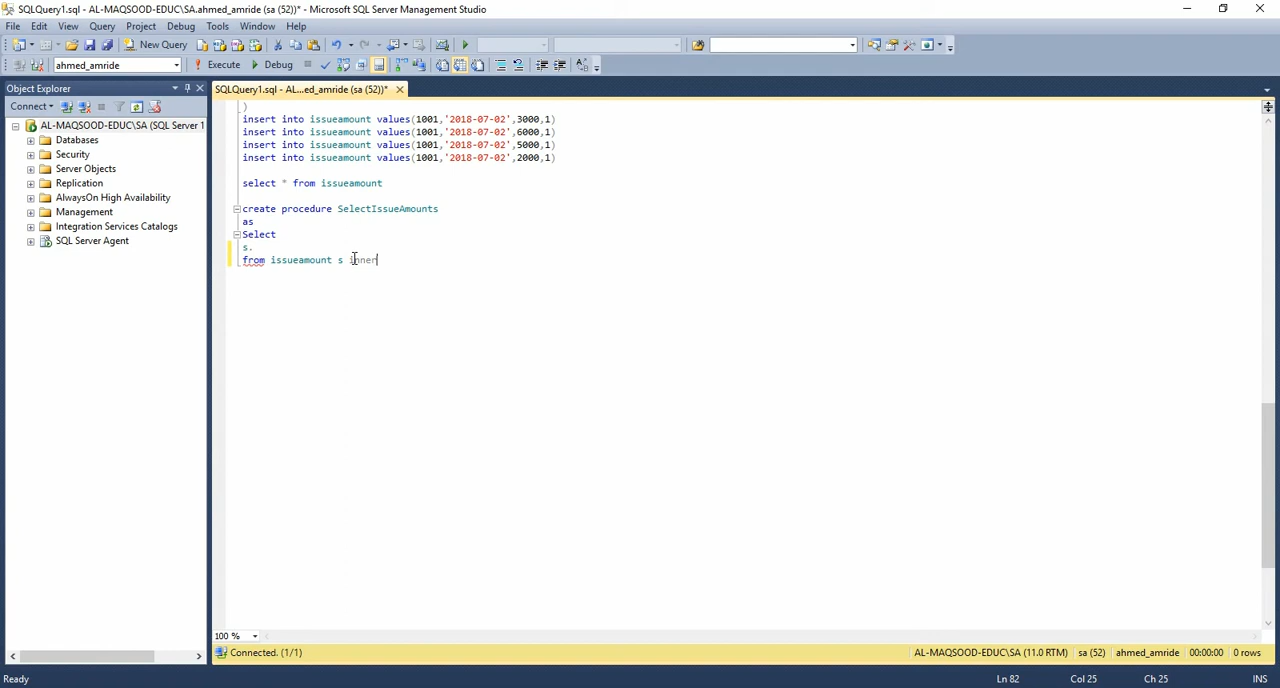 SQLQuery1.sql - AL-MAQSOOD-EDUC\SA.ahmed_amride (sa (52))* - Microsoft SQL Server Management Studio
File Edit View Query Project Debug Tools Window Help
New Query
ahmed_amride Execute Debug
Object Explorer
SQLQuery1.sql - AL...ed_amride (sa (52))*
Connect
AL-MAQSOOD-EDUC\SA (SQL Server 1
Databases
Security
Server Objects
Replication
AlwaysOn High Availability
Management
Integration Services Catalogs
SQL Server Agent
)
insert into issueamount values(1001,'2018-07-02',3000,1)
insert into issueamount values(1001,'2018-07-02',6000,1)
insert into issueamount values(1001,'2018-07-02',5000,1)
insert into issueamount values(1001,'2018-07-02',2000,1)
select * from issueamount
create procedure SelectIssueAmounts
as
Select
s.
from issueamount s inner
100 %
Connected. (1/1) AL-MAQSOOD-EDUC\SA (11.0 RTM) sa (52) ahmed_amride 00:00:00 0 rows
Ready Ln 82 Col 25 Ch 25 INS